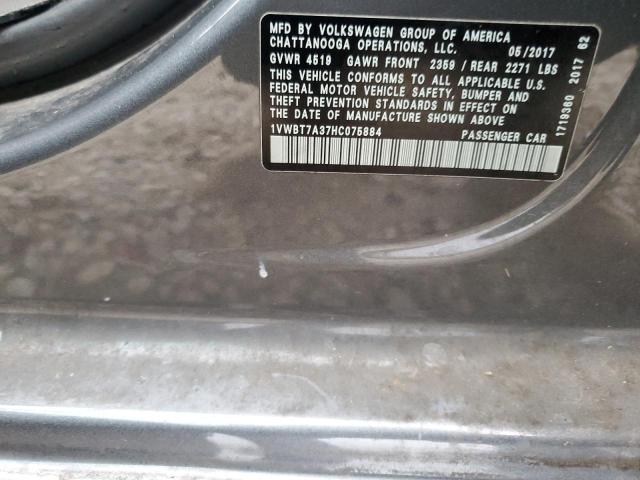 MFD BY VOLKSWAGEN GROUP OF AMERICA
CHATTANOOGA OPERATIONS, LLC. 05/2017
GVWR 4519 GAWR FRONT 2359 / REAR 2271 LBS
THIS VEHICLE CONFORMS TO ALL APPLICABLE U.S.
FEDERAL MOTOR VEHICLE SAFETY, BUMPER AND
THEFT PREVENTION STANDARDS IN EFFECT ON
THE DATE OF MANUFACTURE SHOWN ABOVE
1VWBT7A37HC075884 PASSENGER CAR
1719360 2017 62